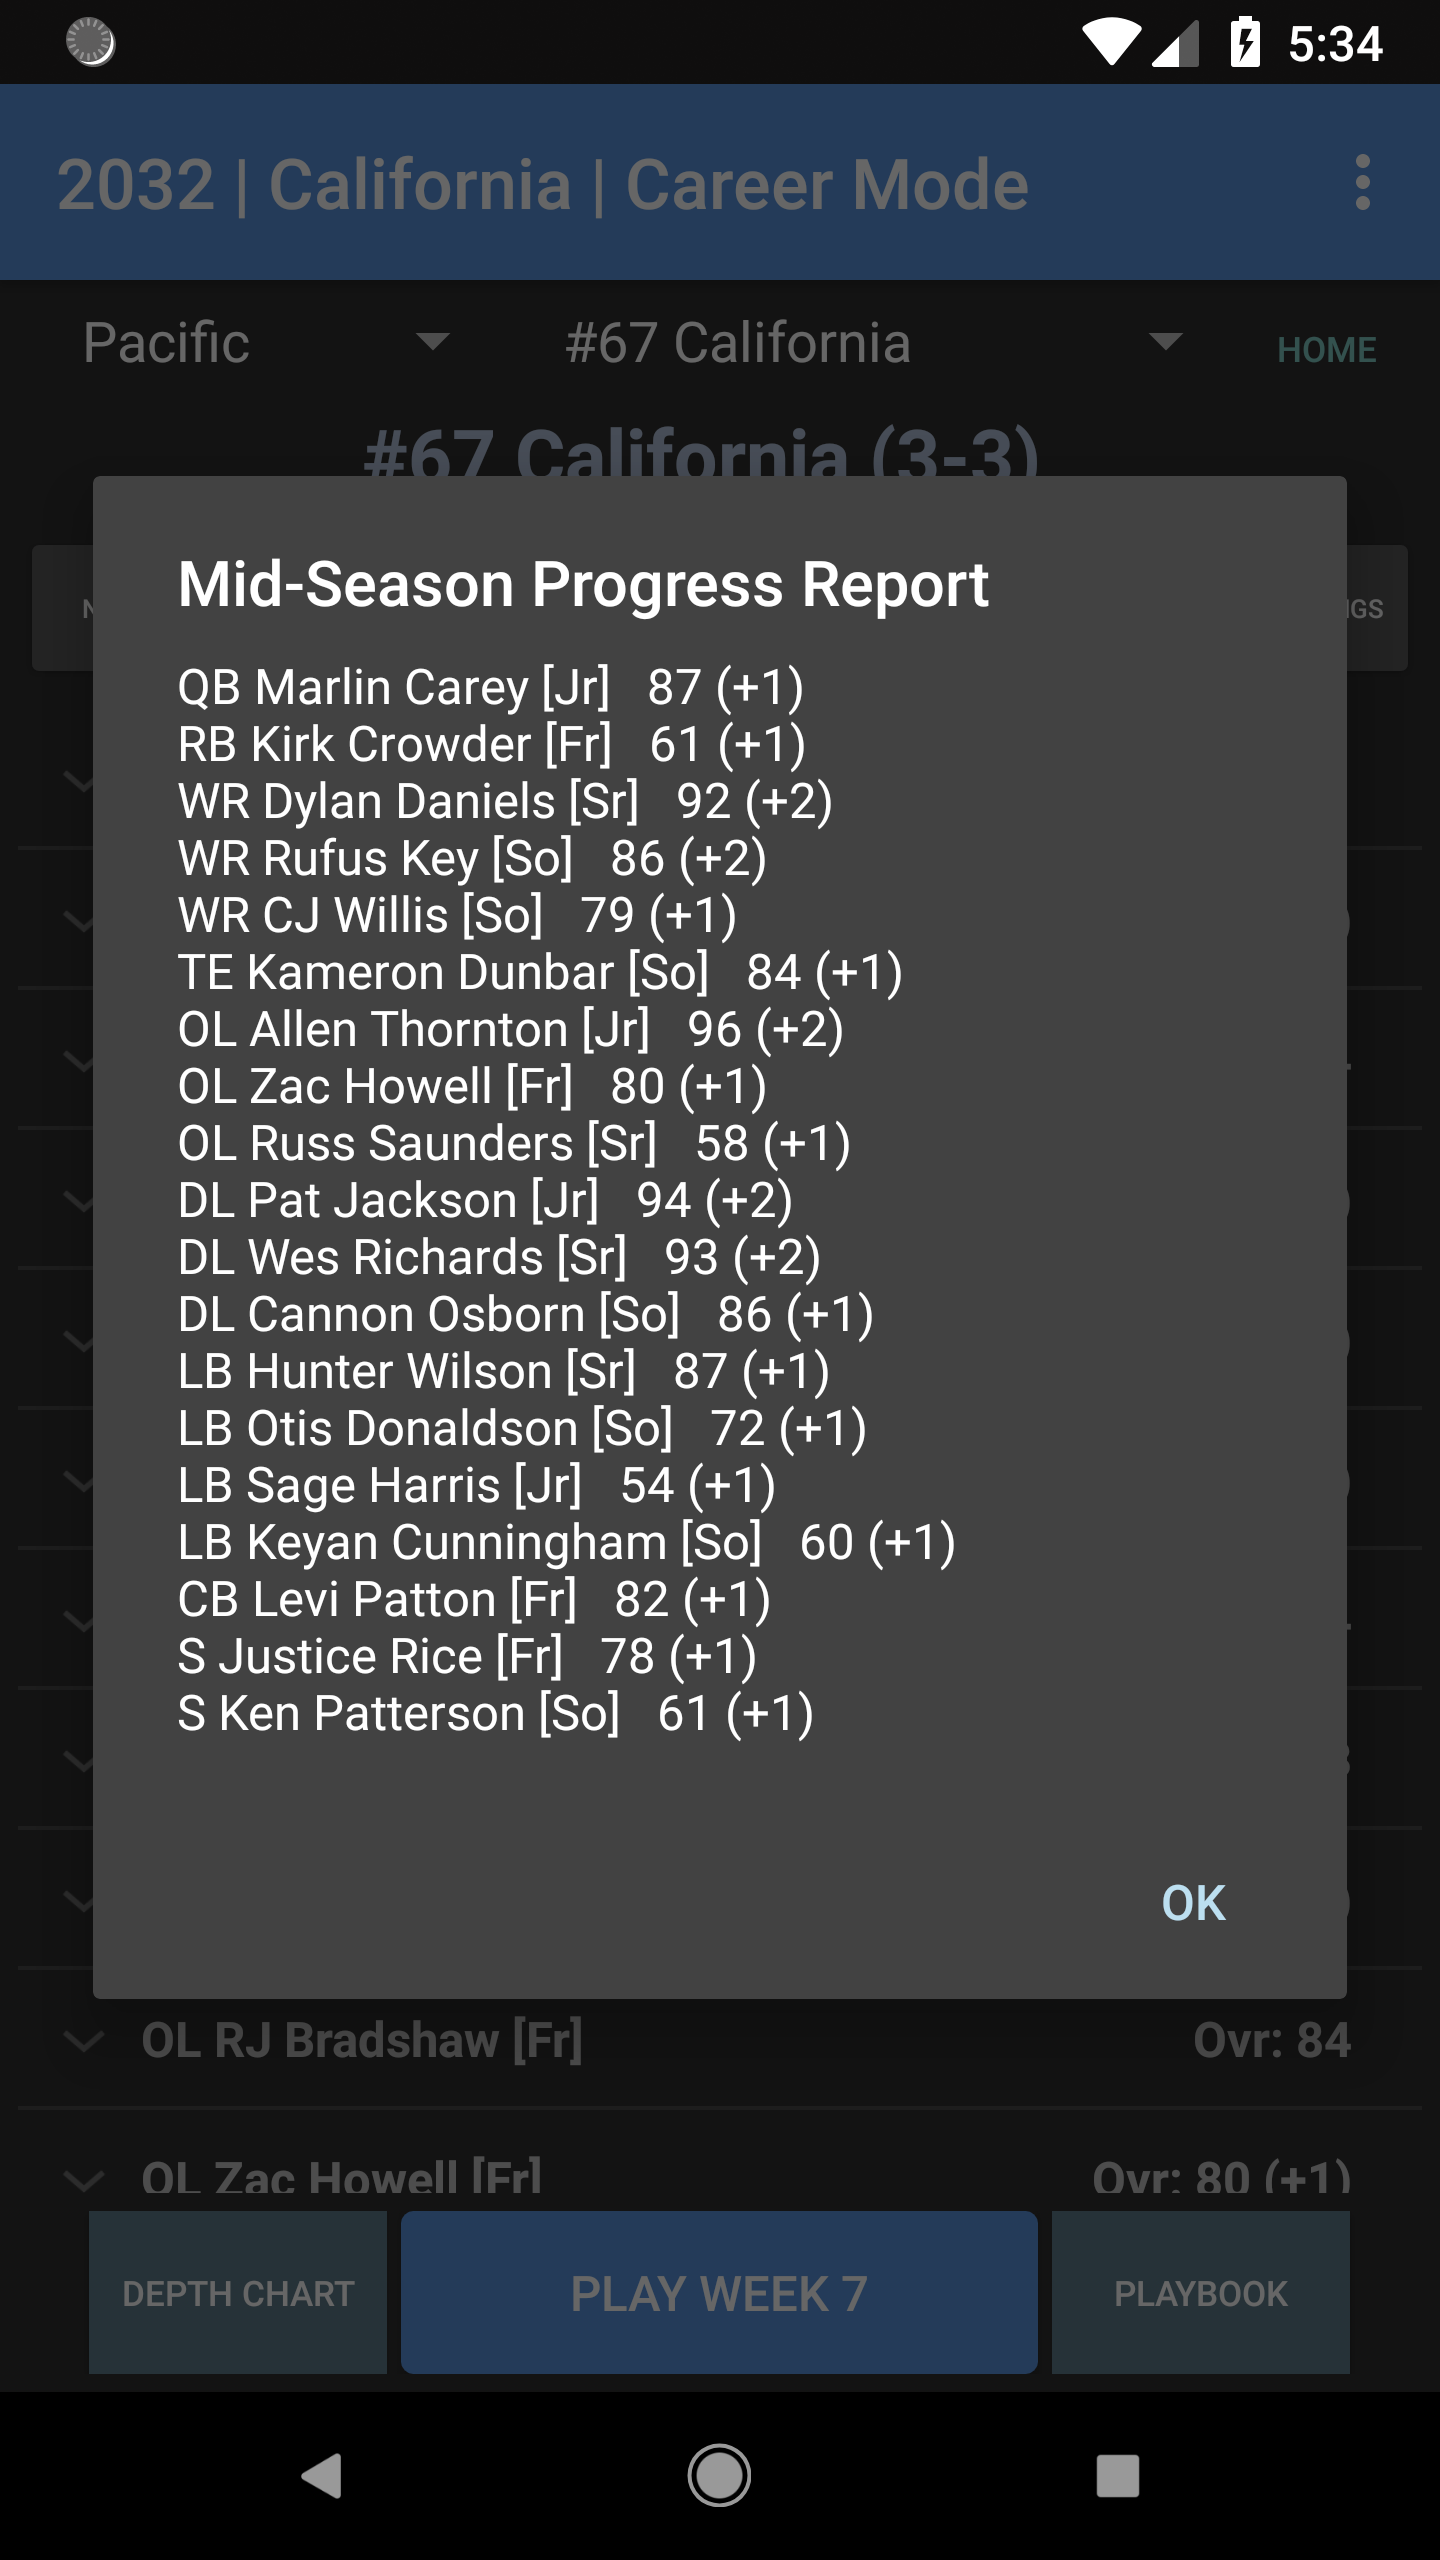 5:34
2032 | California | Career Mode
Pacific #67 California HOME
#67 California (3-3)
Mid-Season Progress Report
QB Marlin Carey [Jr] 87 (+1)
RB Kirk Crowder [Fr] 61 (+1)
WR Dylan Daniels [Sr] 92 (+2)
WR Rufus Key [So] 86 (+2)
WR CJ Willis [So] 79 (+1)
TE Kameron Dunbar [So] 84 (+1)
OL Allen Thornton [Jr] 96 (+2)
OL Zac Howell [Fr] 80 (+1)
OL Russ Saunders [Sr] 58 (+1)
DL Pat Jackson [Jr] 94 (+2)
DL Wes Richards [Sr] 93 (+2)
DL Cannon Osborn [So] 86 (+1)
LB Hunter Wilson [Sr] 87 (+1)
LB Otis Donaldson [So] 72 (+1)
LB Sage Harris [Jr] 54 (+1)
LB Keyan Cunningham [So] 60 (+1)
CB Levi Patton [Fr] 82 (+1)
S Justice Rice [Fr] 78 (+1)
S Ken Patterson [So] 61 (+1)
OK
OL RJ Bradshaw [Fr] Ovr: 84
OL Zac Howell [Fr] Ovr: 80 (+1)
DEPTH CHART PLAY WEEK 7 PLAYBOOK